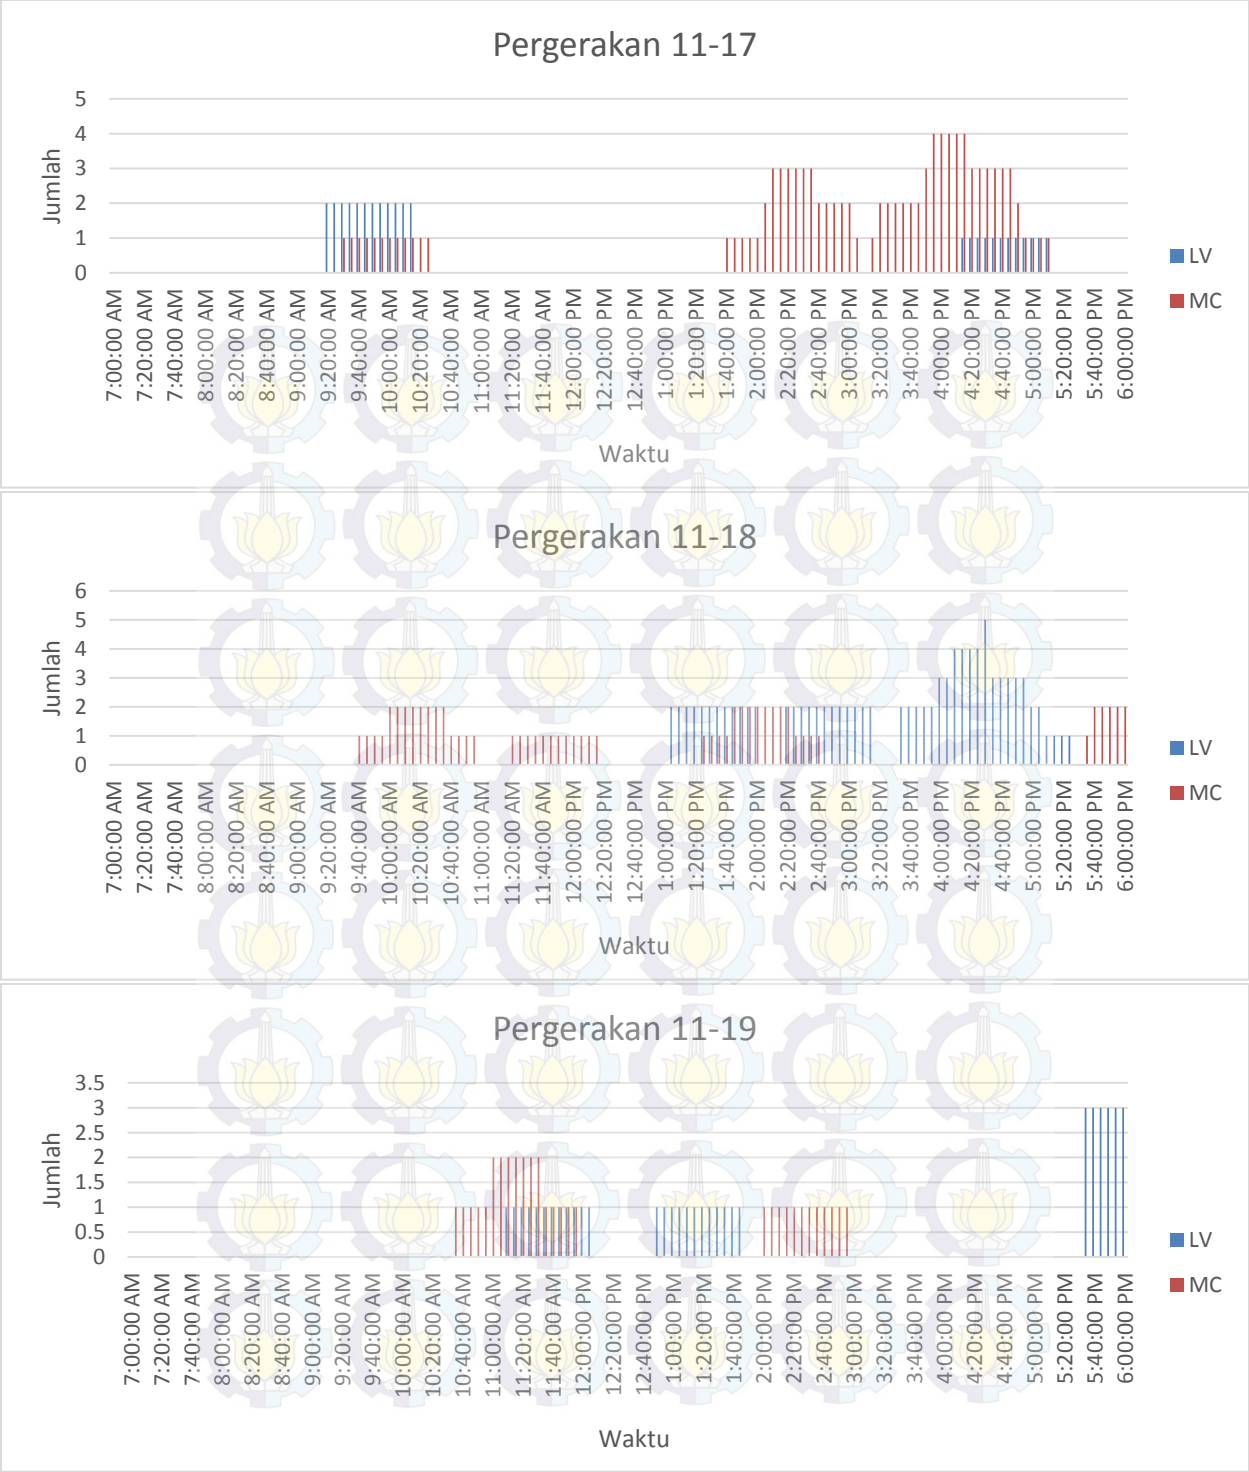 Pergerakan 11-17
5
4
3
2
1
0
Jumlah
7:00:00 AM
7:20:00 AM
7:40:00 AM
8:00:00 AM
8:20:00 AM
8:40:00 AM
9:00:00 AM
9:20:00 AM
9:40:00 AM
10:00:00 AM
10:20:00 AM
10:40:00 AM
11:00:00 AM
11:20:00 AM
11:40:00 AM
12:00:00 PM
12:20:00 PM
12:40:00 PM
1:00:00 PM
1:20:00 PM
1:40:00 PM
2:00:00 PM
2:20:00 PM
2:40:00 PM
3:00:00 PM
3:20:00 PM
3:40:00 PM
4:00:00 PM
4:20:00 PM
4:40:00 PM
5:00:00 PM
5:20:00 PM
5:40:00 PM
6:00:00 PM
Waktu
LV
MC
Pergerakan 11-18
6
5
4
3
2
1
0
Jumlah
7:00:00 AM
7:20:00 AM
7:40:00 AM
8:00:00 AM
8:20:00 AM
8:40:00 AM
9:00:00 AM
9:20:00 AM
9:40:00 AM
10:00:00 AM
10:20:00 AM
10:40:00 AM
11:00:00 AM
11:20:00 AM
11:40:00 AM
12:00:00 PM
12:20:00 PM
12:40:00 PM
1:00:00 PM
1:20:00 PM
1:40:00 PM
2:00:00 PM
2:20:00 PM
2:40:00 PM
3:00:00 PM
3:20:00 PM
3:40:00 PM
4:00:00 PM
4:20:00 PM
4:40:00 PM
5:00:00 PM
5:20:00 PM
5:40:00 PM
6:00:00 PM
Waktu
LV
MC
Pergerakan 11-19
3.5
3
2.5
2
1.5
1
0.5
0
Jumlah
7:00:00 AM
7:20:00 AM
7:40:00 AM
8:00:00 AM
8:20:00 AM
8:40:00 AM
9:00:00 AM
9:20:00 AM
9:40:00 AM
10:00:00 AM
10:20:00 AM
10:40:00 AM
11:00:00 AM
11:20:00 AM
11:40:00 AM
12:00:00 PM
12:20:00 PM
12:40:00 PM
1:00:00 PM
1:20:00 PM
1:40:00 PM
2:00:00 PM
2:20:00 PM
2:40:00 PM
3:00:00 PM
3:20:00 PM
3:40:00 PM
4:00:00 PM
4:20:00 PM
4:40:00 PM
5:00:00 PM
5:20:00 PM
5:40:00 PM
6:00:00 PM
Waktu
LV
MC